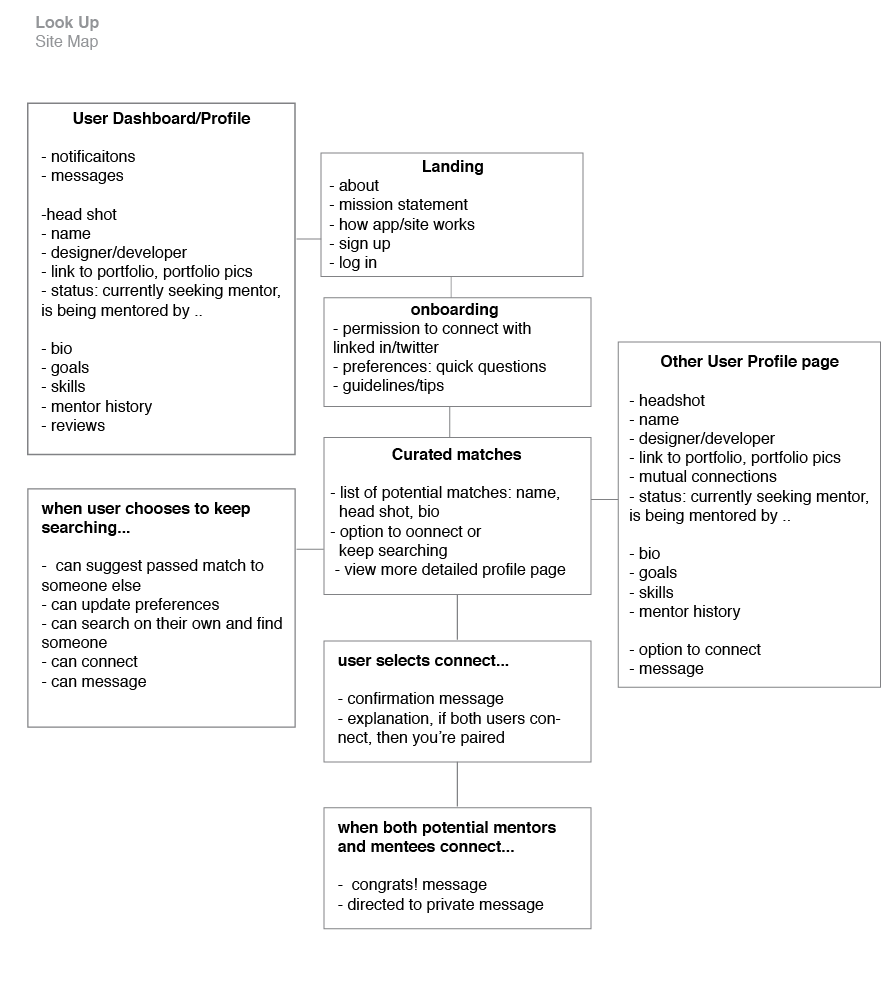 Look Up
Site Map
User Dashboard/Profile
- notificaitons
- messages
-head shot
- name
- designer/developer
- link to portfolio, portfolio pics
- status: currently seeking mentor,
is being mentored by ..
- bio
- goals
- skills
- mentor history
- reviews
Landing
- about
- mission statement
- how app/site works
- sign up
- log in
onboarding
- permission to connect with
linked in/twitter
- preferences: quick questions
- guidelines/tips
Other User Profile page
- headshot
- name
- designer/developer
- link to portfolio, portfolio pics
- mutual connections
- status: currently seeking mentor,
is being mentored by ..
- bio
- goals
- skills
- mentor history
- option to connect
- message
Curated matches
- list of potential matches: name,
head shot, bio
- option to oonnect or
keep searching
- view more detailed profile page
when user chooses to keep
searching...
- can suggest passed match to
someone else
- can update preferences
- can search on their own and find
someone
- can connect
- can message
user selects connect...
- confirmation message
- explanation, if both users con-
nect, then you’re paired
when both potential mentors
and mentees connect...
- congrats! message
- directed to private message